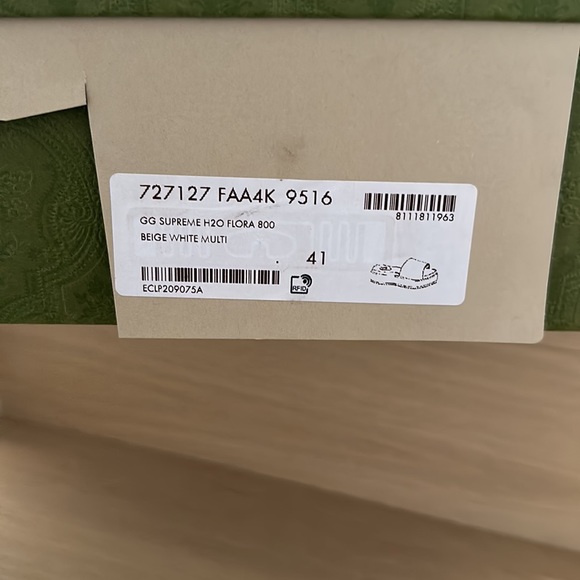 727127 FAA4K 9516
8111811963
GG SUPREME H2O FLORA 800
BEIGE WHITE MULTI
. 41
ECLP209075A
RFID